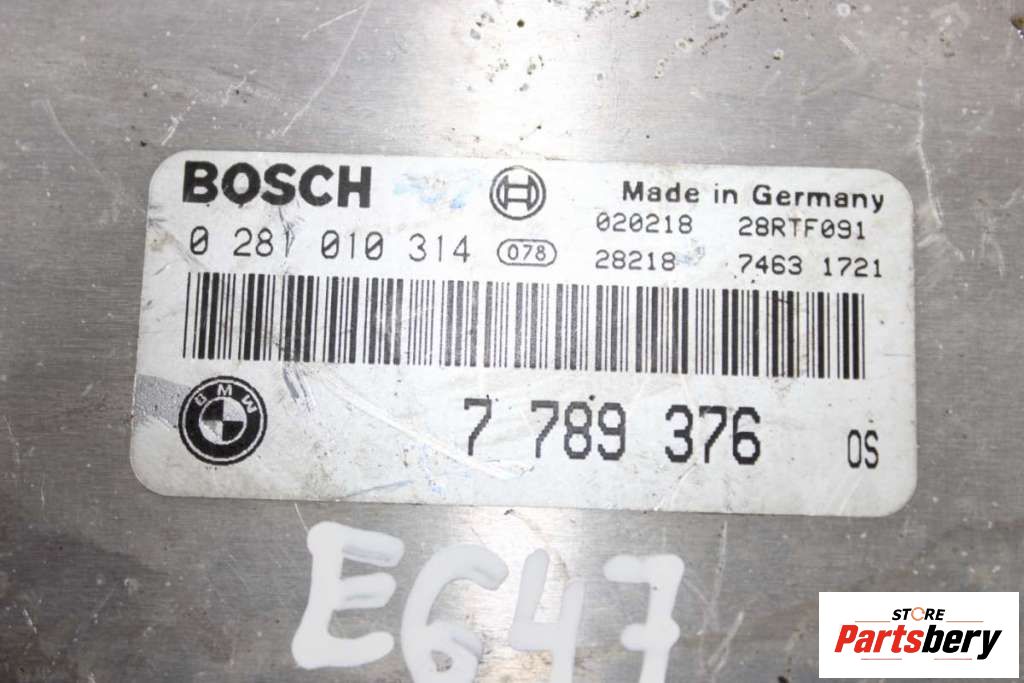 BOSCH
Made in Germany
020218 28RTF091
0 281 010 314 078
28218 7463 1721
BMW
7 789 376 OS
E647
STORE
Partsbery